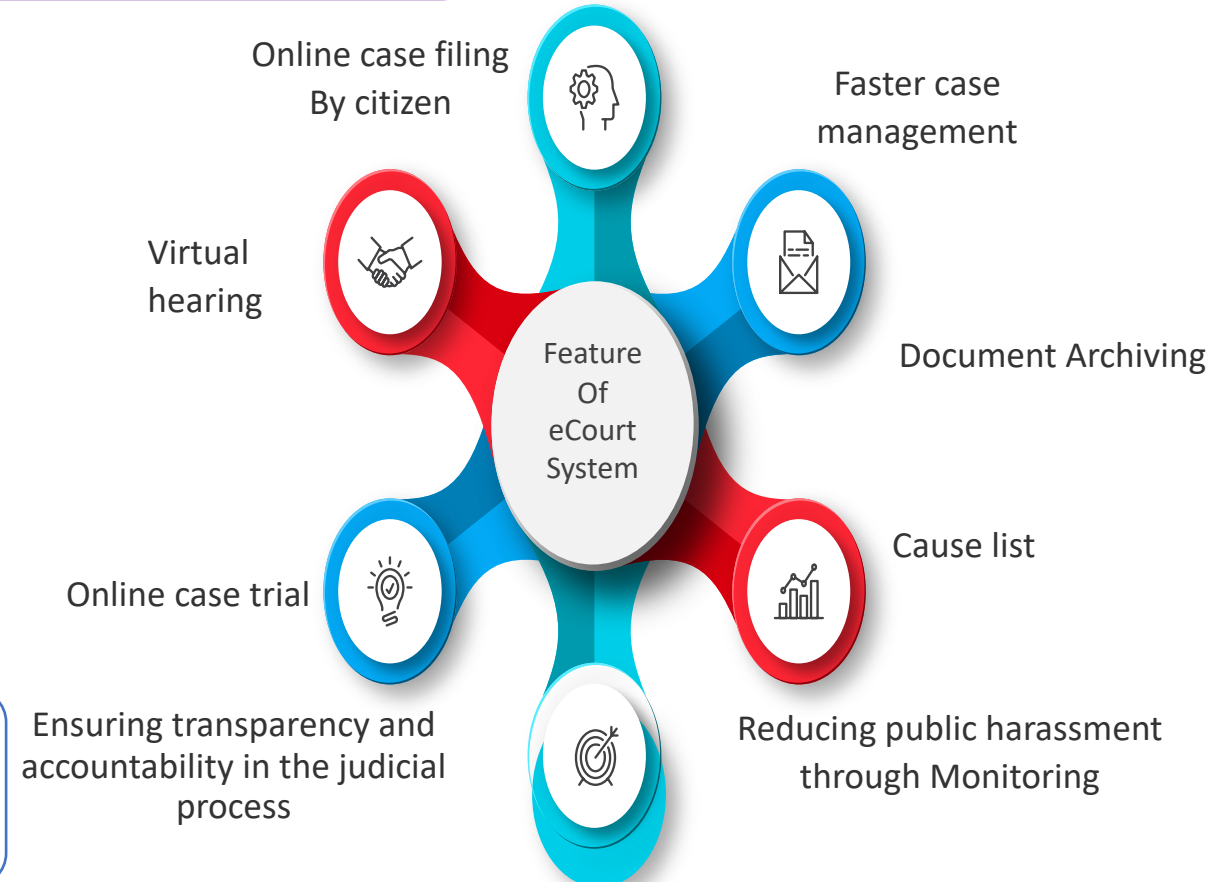 Online case filing
By citizen
Faster case
management
Virtual
hearing
Feature
Of
eCourt
System
Document Archiving
Cause list
Online case trial
Ensuring transparency and
accountability in the judicial
process
Reducing public harassment
through Monitoring